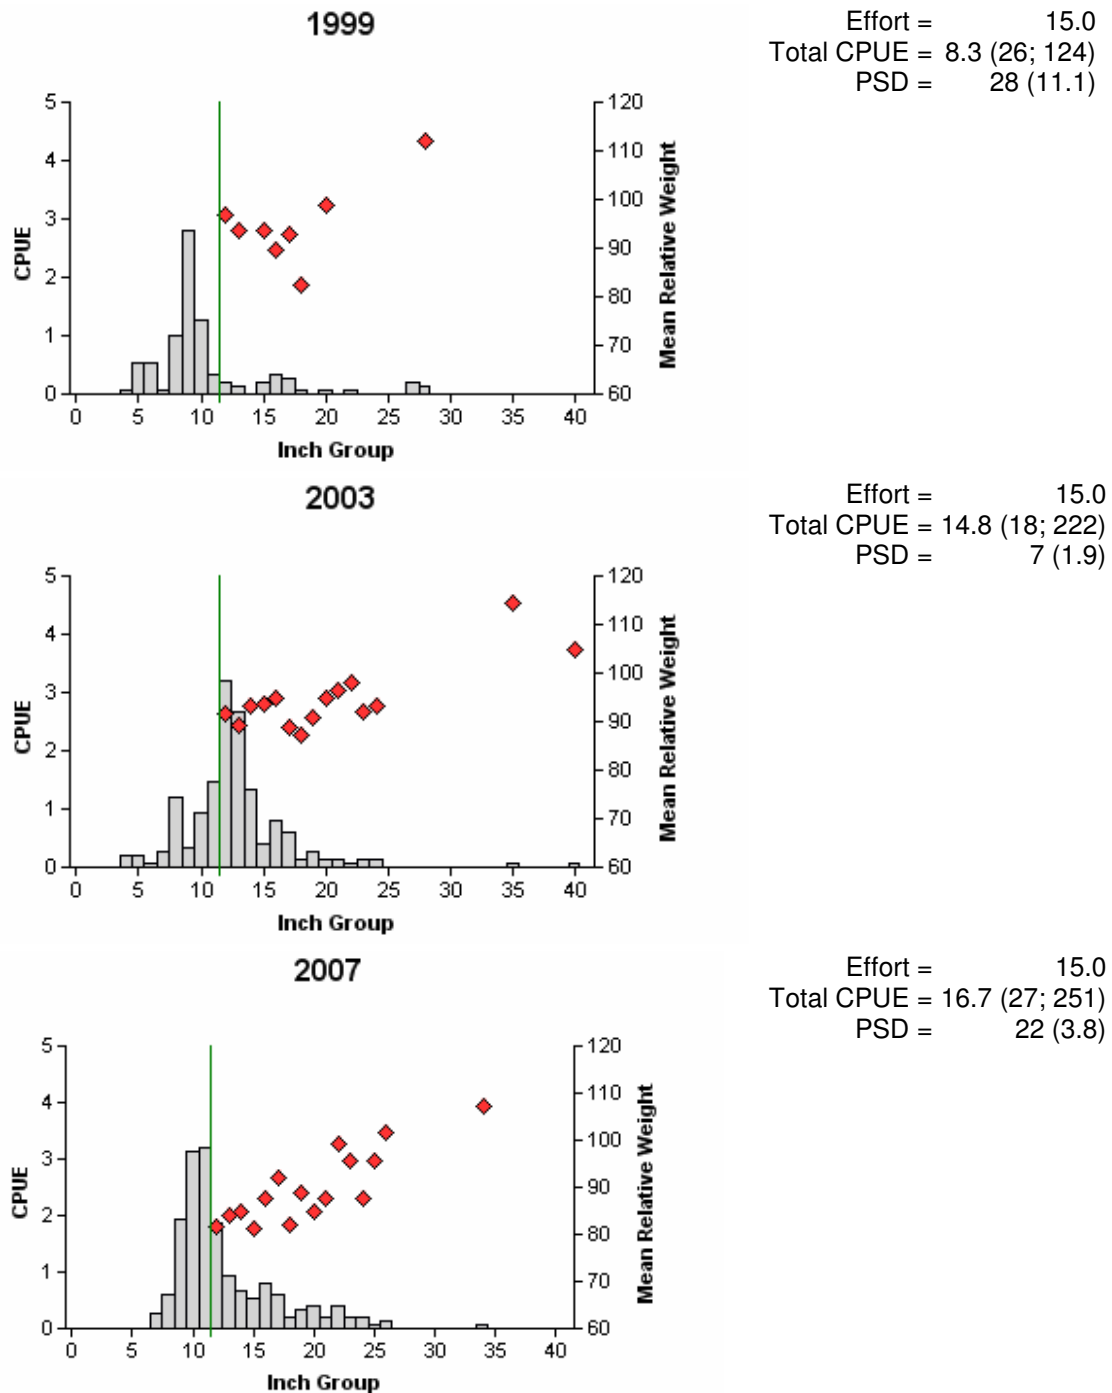 1999
Effort = 15.0
Total CPUE = 8.3 (26; 124)
PSD = 28 (11.1)
5
4
3
2
1
0
CPUE
120
110
100
90
80
70
60
Mean Relative Weight
0 5 10 15 20 25 30 35 40
Inch Group
2003
Effort = 15.0
Total CPUE = 14.8 (18; 222)
PSD = 7 (1.9)
5
4
3
2
1
0
CPUE
120
110
100
90
80
70
60
Mean Relative Weight
0 5 10 15 20 25 30 35 40
Inch Group
2007
Effort = 15.0
Total CPUE = 16.7 (27; 251)
PSD = 22 (3.8)
5
4
3
2
1
0
CPUE
120
110
100
90
80
70
60
Mean Relative Weight
0 5 10 15 20 25 30 35 40
Inch Group